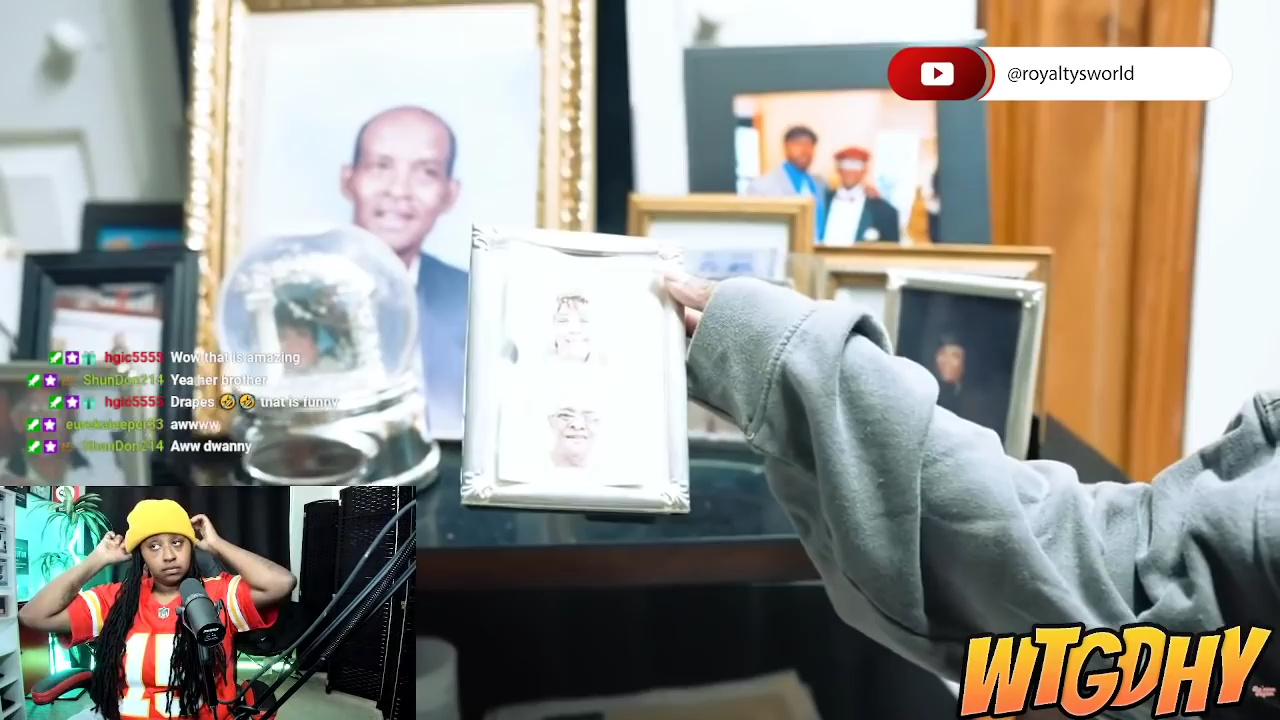 @royaltysworld
hgic5555 Wow that is amazing
ShunDon214 Yea her brother
hgic5555 Drapes 🤣🤣 that is funny
awwww
ShunDon214 Aww dwanny
WTGDHY